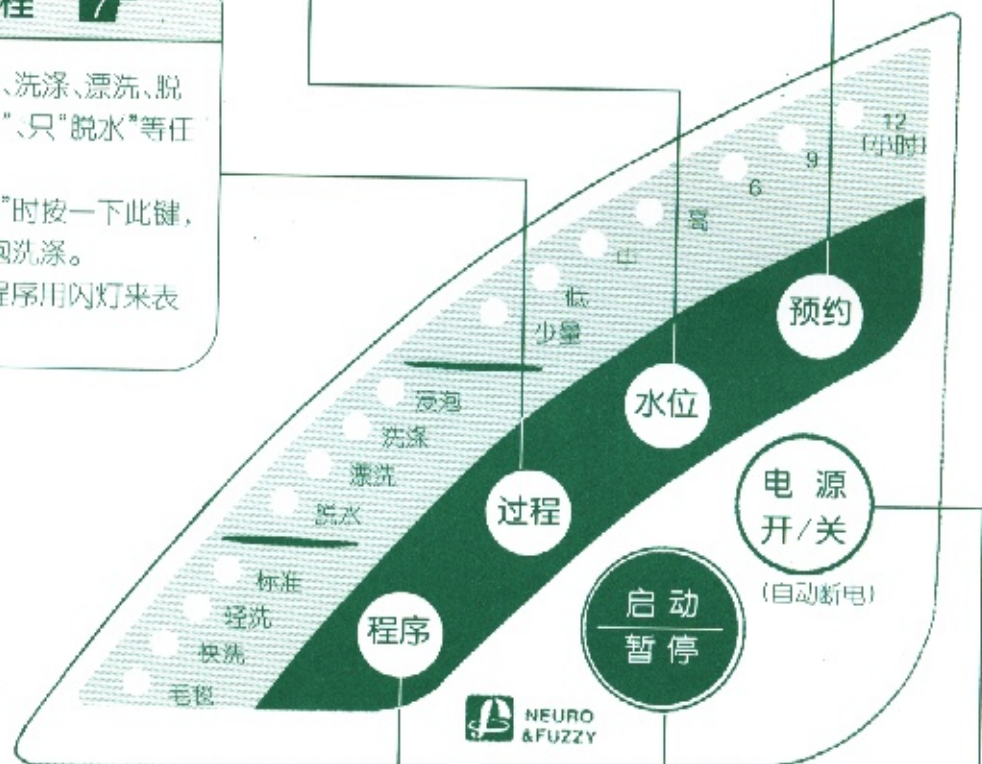 程 7
、洗涤、漂洗、脱
”、只“脱水”等任
”时按一下此键,
泡洗涤。
程序用闪灯来表
12
(小时)
9
6
高
中
低
少量
浸泡
洗涤
漂洗
脱水
标准
轻洗
快洗
毛毯
预约
水位
过程
程序
电 源
开/关
(自动断电)
启 动
暂 停
NEURO
&FUZZY